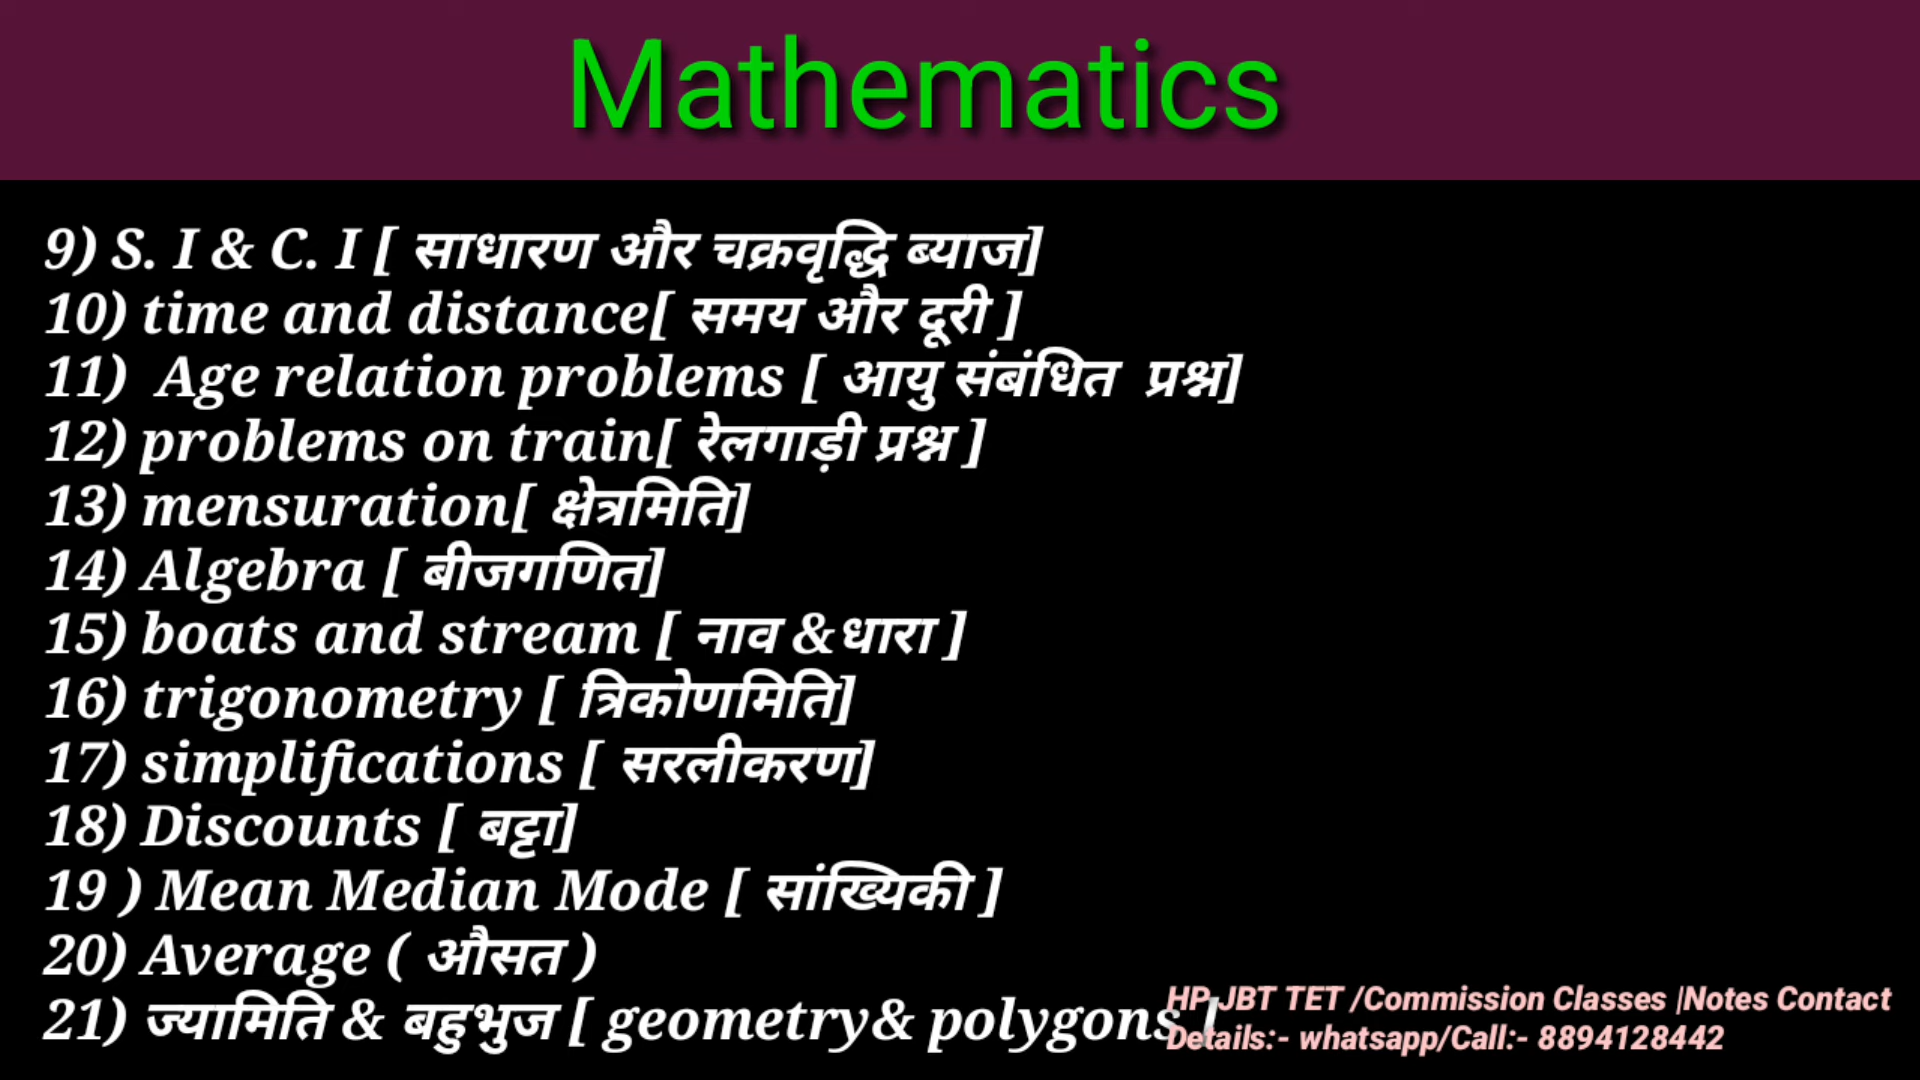 Mathematics
9) S. I & C. I [ साधारण और चक्रवृद्धि ब्याज]
10) time and distance[ समय और दूरी ]
11)  Age relation problems [ आयु संबंधित  प्रश्न]
12) problems on train[ रेलगाड़ी प्रश्न ]
13) mensuration[ क्षेत्रमिति]
14) Algebra [ बीजगणित]
15) boats and stream [ नाव &धारा ]
16) trigonometry [ त्रिकोणमिति]
17) simplifications [ सरलीकरण]
18) Discounts [ बट्टा]
19 ) Mean Median Mode [ सांख्यिकी ]
20) Average ( औसत )
21) ज्यामिति & बहुभुज [ geometry& polygons ]
HP JBT TET /Commission Classes |Notes Contact
Details:- whatsapp/Call:- 8894128442